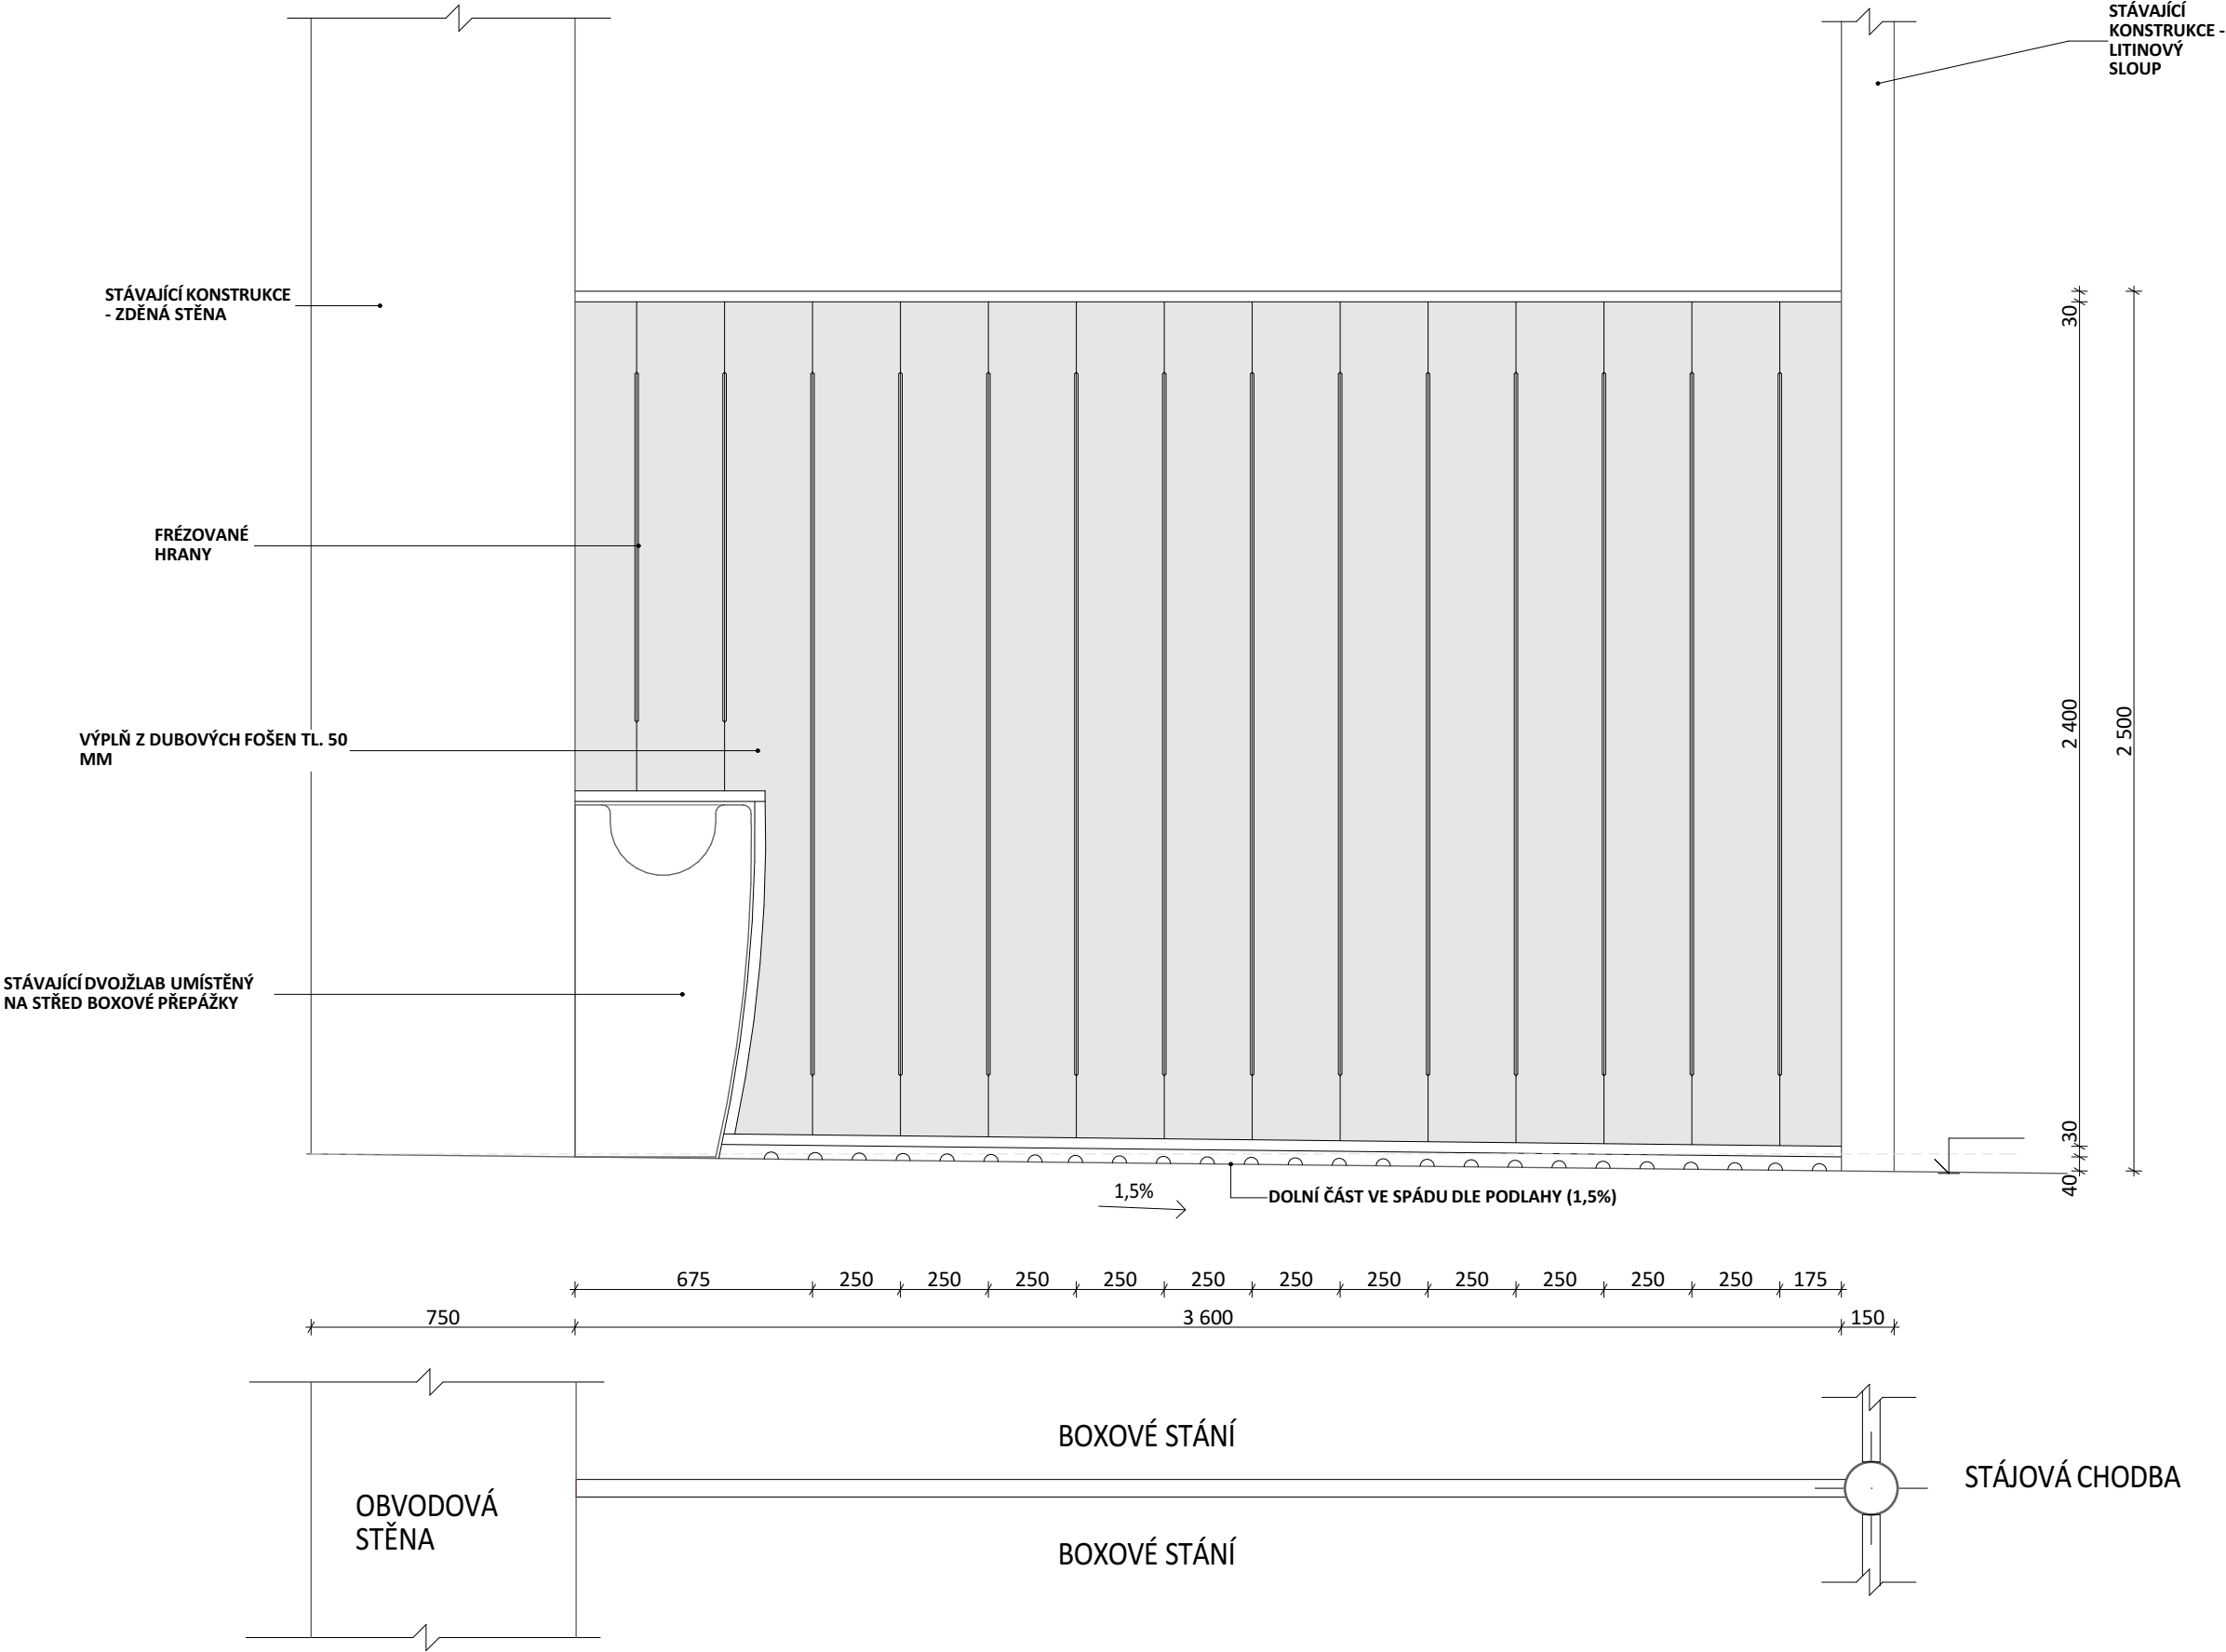 STÁVAJÍCÍ
KONSTRUKCE -
LITINOVÝ
SLOUP
STÁVAJÍCÍ KONSTRUKCE
- ZDĚNÁ STĚNA
30
FRÉZOVANÉ
HRANY
VÝPLŇ Z DUBOVÝCH FOŠEN TL. 50
MM
2 400
2 500
STÁVAJÍCÍ DVOJŽLAB UMÍSTĚNÝ
NA STŘED BOXOVÉ PŘEPÁŽKY
30
40
1,5%
DOLNÍ ČÁST VE SPÁDU DLE PODLAHY (1,5%)
675 250 250 250 250 250 250 250 250 250 250 250 175
750 3 600 150
BOXOVÉ STÁNÍ
OBVODOVÁ
STĚNA
STÁJOVÁ CHODBA
BOXOVÉ STÁNÍ